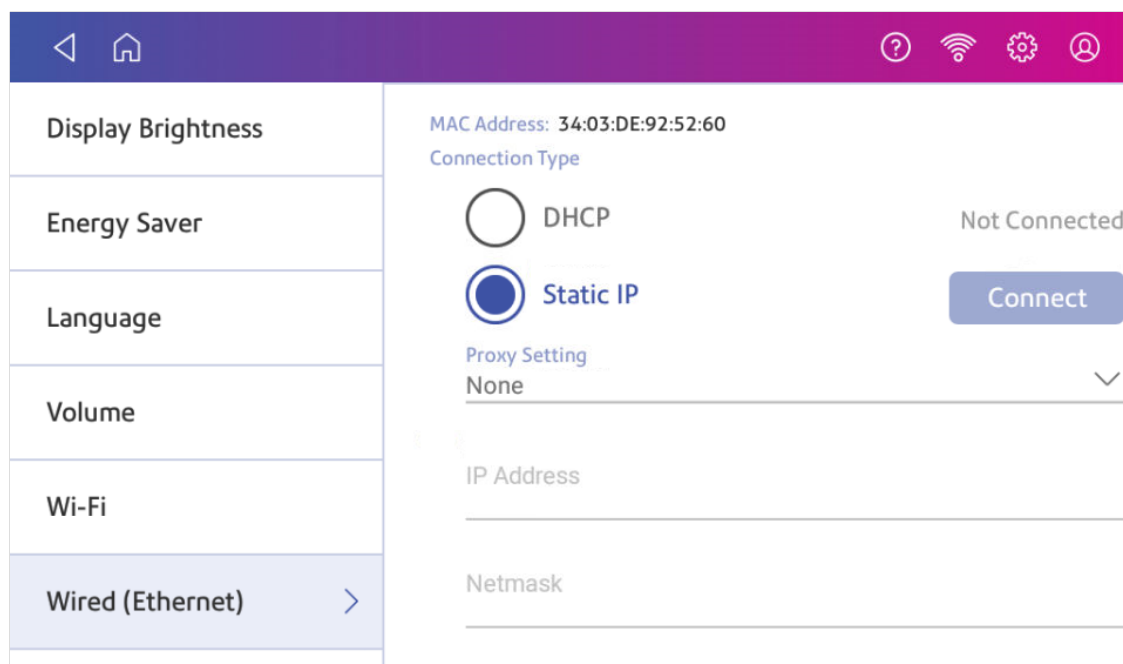 Display Brightness
Energy Saver
Language
Volume
Wi-Fi
Wired (Ethernet)
MAC Address: 34:03:DE:92:52:60
Connection Type
DHCP
Not Connected
Static IP
Connect
Proxy Setting
None
IP Address
Netmask